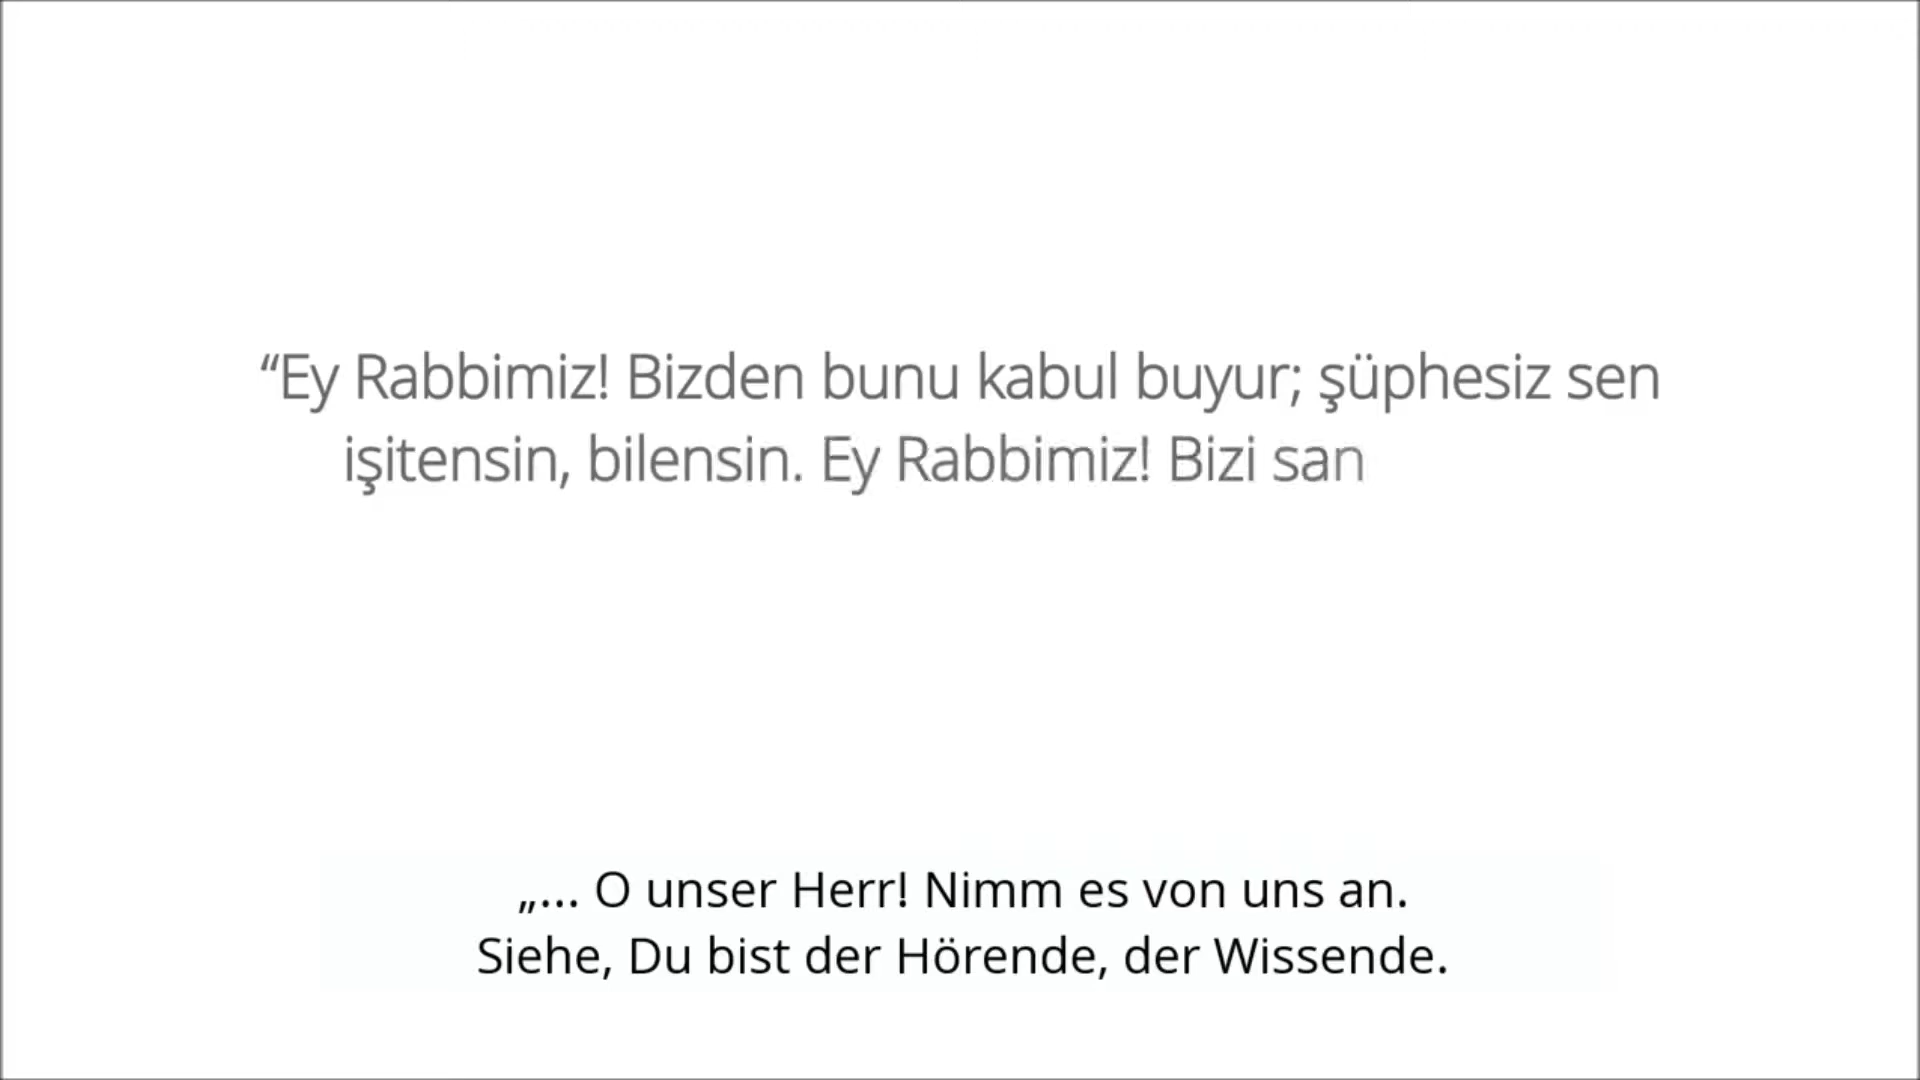 “Ey Rabbimiz! Bizden bunu kabul buyur; şüphesiz sen
işitensin, bilensin. Ey Rabbimiz! Bizi san
„... O unser Herr! Nimm es von uns an.
Siehe, Du bist der Hörende, der Wissende.